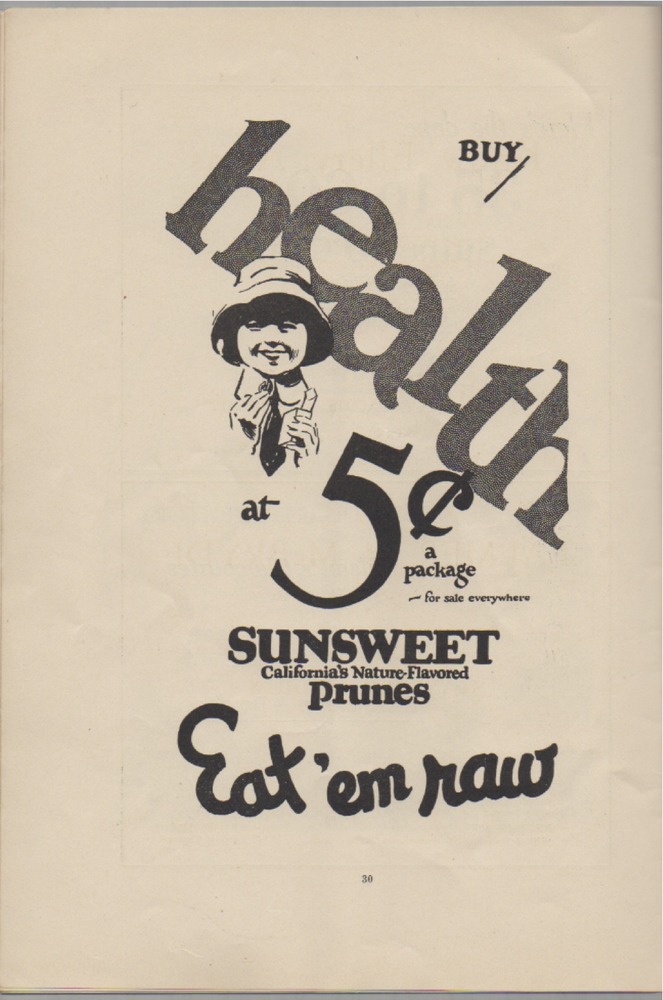 BUY
health
at 5¢
a
package
— for sale everywhere
SUNSWEET
California's Nature-Flavored
Prunes
Eat 'em raw
30